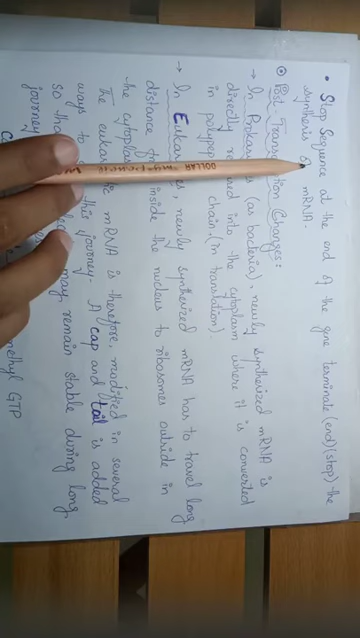 • Stop Sequence at the end of the gene terminate (end) (stop) the
synthesis of mRNA.
⊙ Post Transcription Changes:
→ In Prokaryotes (as bacteria), newly synthesized mRNA is
directly released into the cytoplasm where it is converted
in polypeptide chain. (in translation)
→ In Eukaryotes, newly synthesized mRNA has to travel long
distance from inside the nucleus to ribosomes outside in
the cytoplasm.
The eukaryotic mRNA is therefore, modified in several
ways to this journey. A cap and tail is added
so that may remain stable during long
journey
methyl GTP
DOLLAR